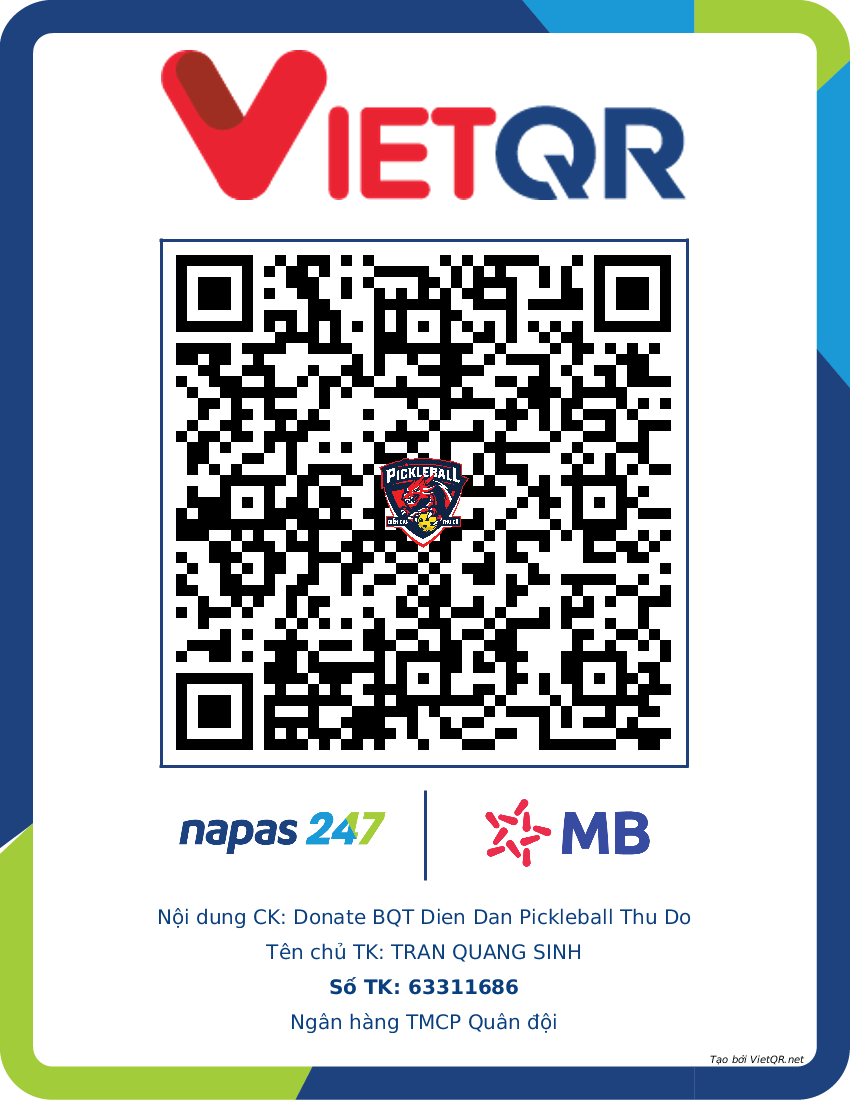 VIETQR
PICKLEBALL
napas 247
MB
Nội dung CK: Donate BQT Dien Dan Pickleball Thu Do
Tên chủ TK: TRAN QUANG SINH
Số TK: 63311686
Ngân hàng TMCP Quân đội
Tạo bởi VietQR.net